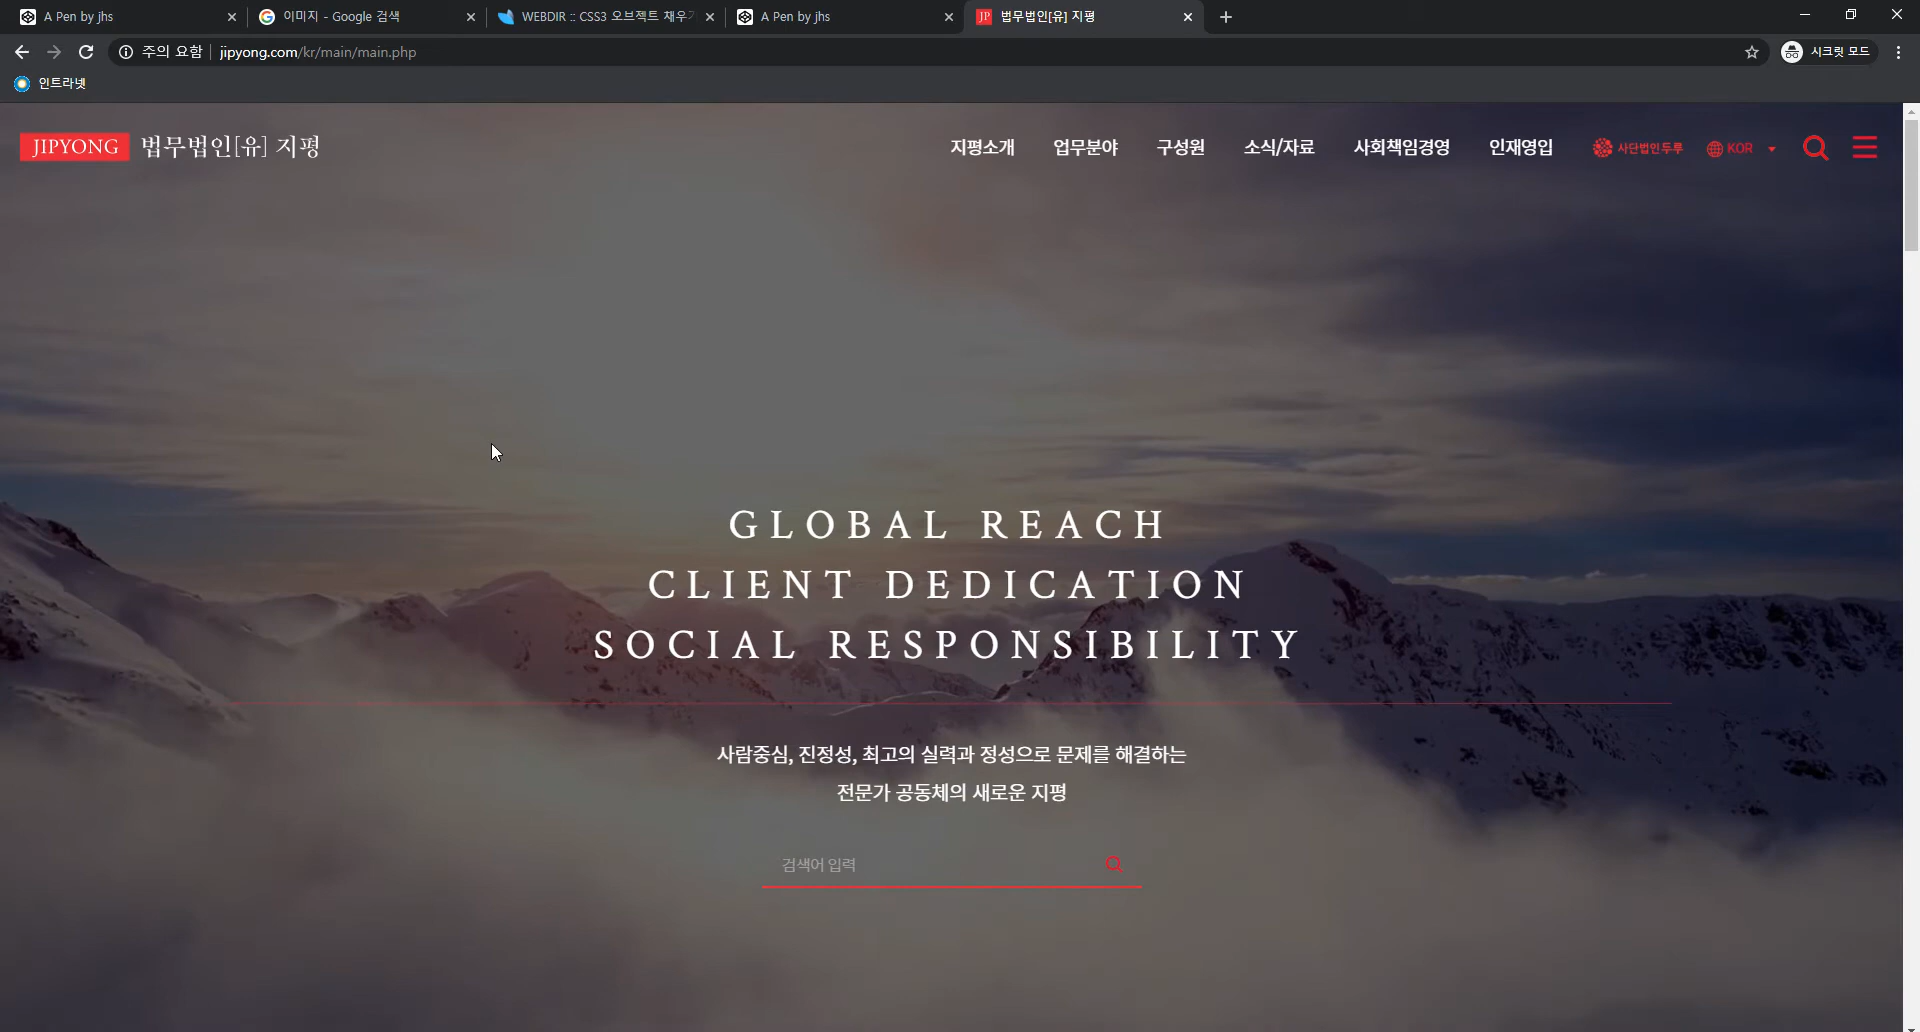 A Pen by jhs
이미지 - Google 검색
WEBDIR :: CSS3 오브젝트 채우기
A Pen by jhs
JP 법무법인[유] 지평
주의 요함 jipyong.com/kr/main/main.php
시크릿 모드
인트라넷
JIPYONG 법무법인[유] 지평
지평소개 업무분야 구성원 소식/자료 사회책임경영 인재영입 사단법인두루 KOR
GLOBAL REACH
CLIENT DEDICATION
SOCIAL RESPONSIBILITY
사람중심, 진정성, 최고의 실력과 정성으로 문제를 해결하는
전문가 공동체의 새로운 지평
검색어 입력